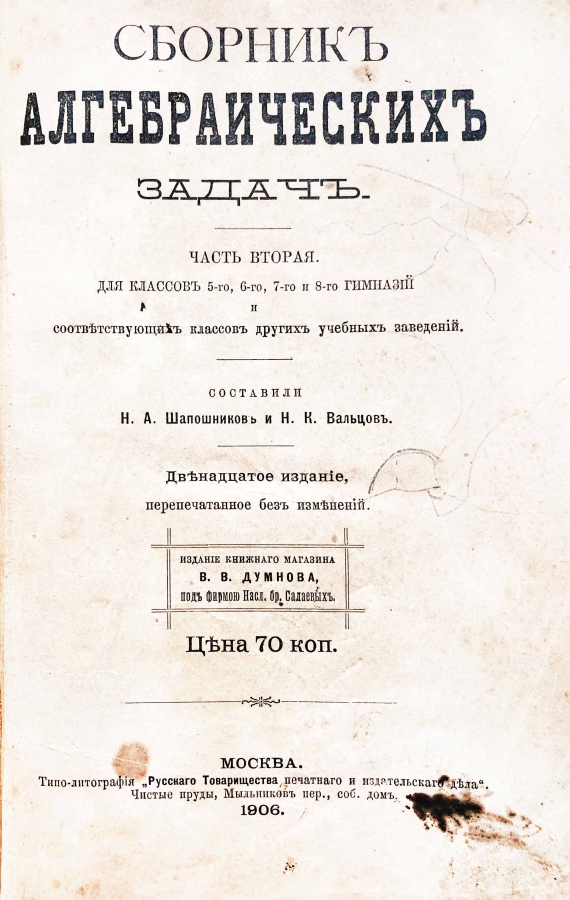 СБОРНИКЪ
АЛГЕБРАИЧЕСКИХЪ
ЗАДАЧЪ.
ЧАСТЬ ВТОРАЯ.
ДЛЯ КЛАССОВЪ 5-го, 6-го, 7-го и 8-го ГИМНАЗІЙ
и
соотвѣтствующихъ классовъ другихъ учебныхъ заведеній.
СОСТАВИЛИ
Н. А. Шапошниковъ и Н. К. Вальцовъ.
Двѣнадцатое изданіе,
перепечатанное безъ измѣненій.
ИЗДАНІЕ КНИЖНАГО МАГАЗИНА
В. В. ДУМНОВА,
подъ фирмою Насл. бр. Салаевыхъ.
Цѣна 70 коп.
МОСКВА.
Типо-литографія „Русскаго Товарищества печатнаго и издательскаго дѣла“.
Чистые пруды, Мыльниковъ пер., соб. домъ.
1906.